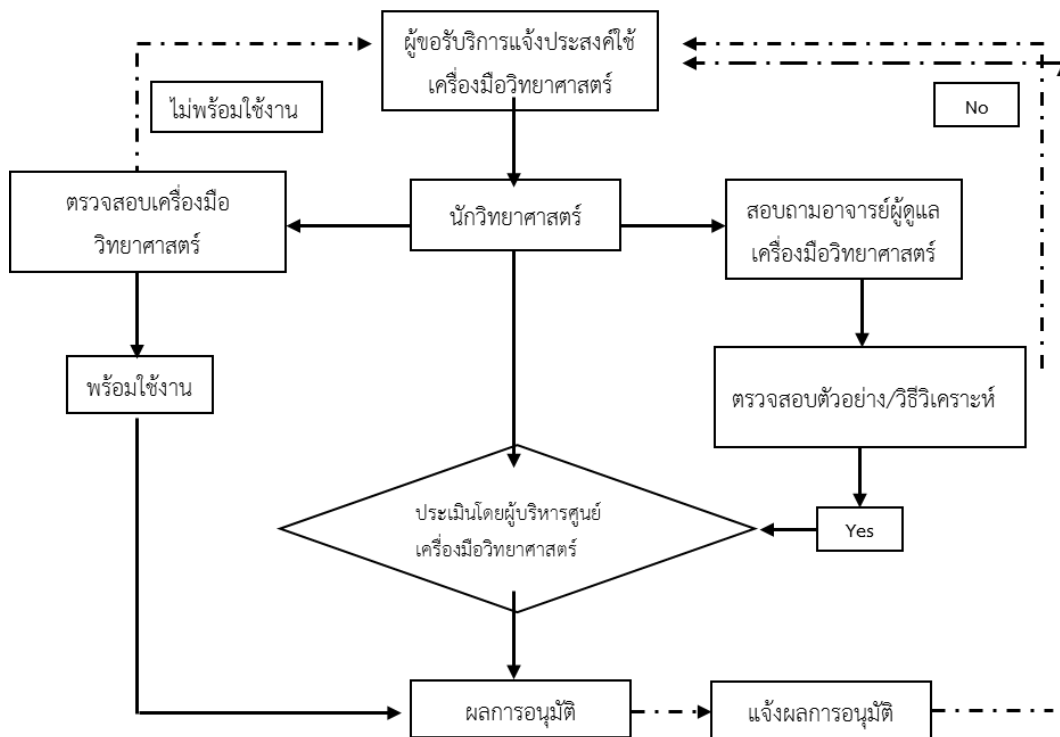 ผู้ขอรับริการแจ้งประสงค์ใช้
เครื่องมือวิทยาศาสตร์
ไม่พร้อมใช้งาน
No
ตรวจสอบเครื่องมือ
วิทยาศาสตร์
นักวิทยาศาสตร์
สอบถามอาจารย์ผู้ดูแล
เครื่องมือวิทยาศาสตร์
พร้อมใช้งาน
ตรวจสอบตัวอย่าง/วิธีวิเคราะห์
ประเมินโดยผู้บริหารศูนย์
เครื่องมือวิทยาศาสตร์
Yes
ผลการอนุมัติ
แจ้งผลการอนุมัติ